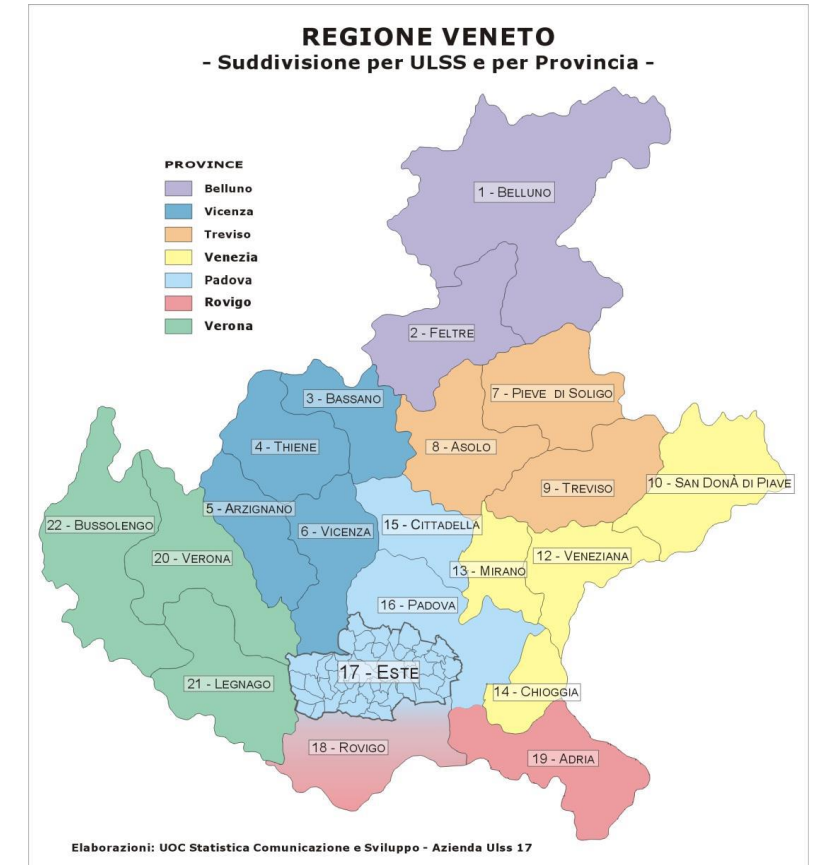 REGIONE VENETO
- Suddivisione per ULSS e per Provincia -
PROVINCE
Belluno
Vicenza
Treviso
Venezia
Padova
Rovigo
Verona
1 - BELLUNO
2 - FELTRE
3 - BASSANO
7 - PIEVE DI SOLIGO
4 - THIENE
8 - ASOLO
9 - TREVISO
10 - SAN DONÀ DI PIAVE
5 - ARZIGNANO
22 - BUSSOLENGO
6 - VICENZA
15 - CITTADELLA
20 - VERONA
12 - VENEZIANA
13 - MIRANO
16 - PADOVA
17 - ESTE
21 - LEGNAGO
14 - CHIOGGIA
18 - ROVIGO
19 - ADRIA
Elaborazioni: UOC Statistica Comunicazione e Sviluppo - Azienda Ulss 17